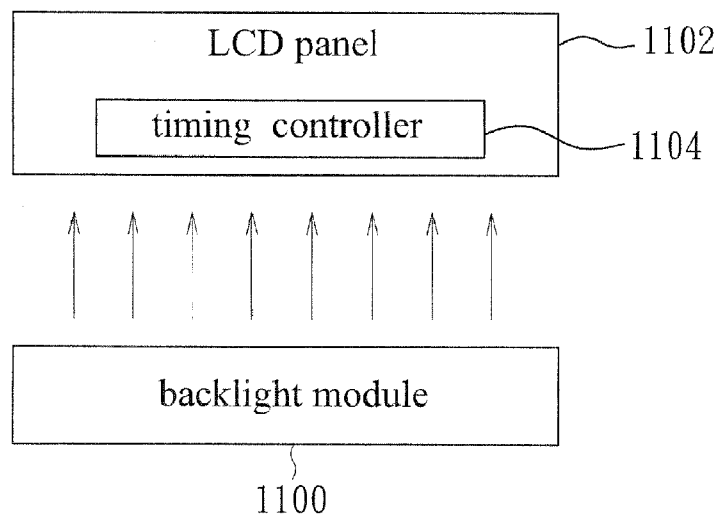 LCD panel
1102
timing controller
1104
backlight module
1100